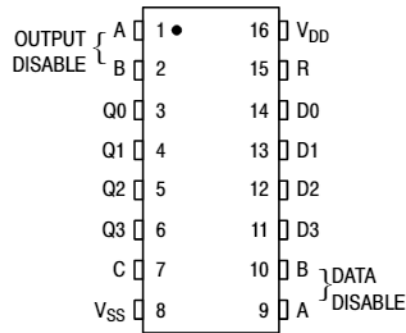 OUTPUT DISABLE
A 1 16 VDD
B 2 15 R
Q0 3 14 D0
Q1 4 13 D1
Q2 5 12 D2
Q3 6 11 D3
C 7 10 B
VSS 8 9 A
DATA DISABLE